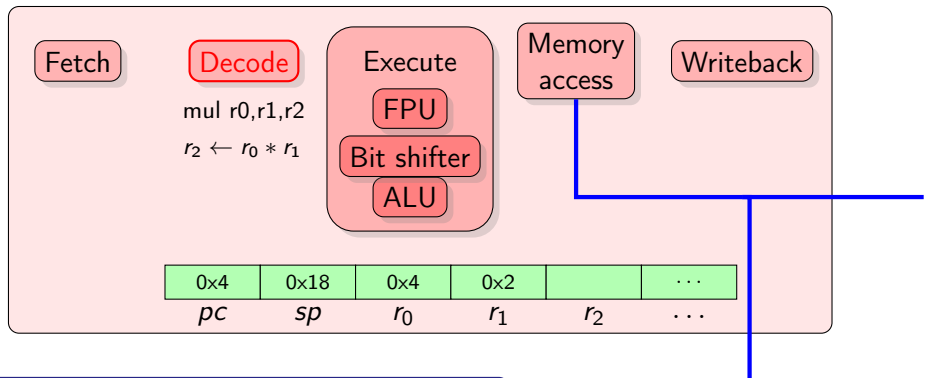 Fetch
Decode
mul r0,r1,r2
r₂ ← r₀ ∗ r₁
Execute
FPU
Bit shifter
ALU
Memory
access
Writeback
0x4 0x18 0x4 0x2 ···
pc sp r₀ r₁ r₂ ...